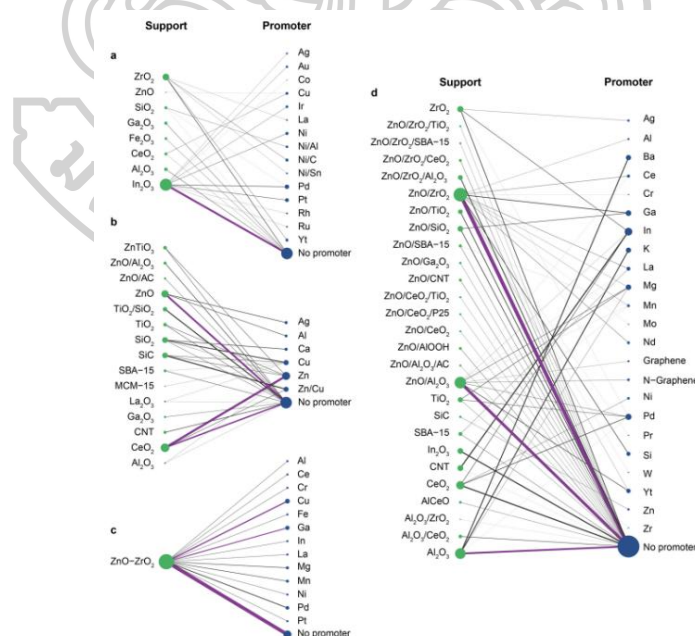 Support Promoter
a
ZrO₂
ZnO
SiO₂
Ga₂O₃
Fe₂O₃
CeO₂
Al₂O₃
In₂O₃
Ag
Au
Co
Cu
Ir
La
Ni
Ni/Al
Ni/C
Ni/Sn
Pd
Pt
Rh
Ru
Yt
No promoter
b
ZnTiO₃
ZnO/Al₂O₃
ZnO/AC
ZnO
TiO₂/SiO₂
TiO₂
SiO₂
SiC
SBA−15
MCM−15
La₂O₃
Ga₂O₃
CNT
CeO₂
Al₂O₃
Ag
Al
Ca
Cu
Zn
Zn/Cu
No promoter
c
ZnO−ZrO₂
Al
Ce
Cr
Cu
Fe
Ga
In
La
Mg
Mn
Ni
Pd
Pt
No promoter
Support Promoter
d
ZrO₂
ZnO/ZrO₂/TiO₂
ZnO/ZrO₂/SBA−15
ZnO/ZrO₂/CeO₂
ZnO/ZrO₂/Al₂O₃
ZnO/ZrO₂
ZnO/TiO₂
ZnO/SiO₂
ZnO/SBA−15
ZnO/Ga₂O₃
ZnO/CNT
ZnO/CeO₂/TiO₂
ZnO/CeO₂/P25
ZnO/CeO₂
ZnO/AlOOH
ZnO/Al₂O₃/AC
ZnO/Al₂O₃
TiO₂
SiC
SBA−15
In₂O₃
CNT
CeO₂
AlCeO
Al₂O₃/ZrO₂
Al₂O₃/CeO₂
Al₂O₃
Ag
Al
Ba
Ce
Cr
Ga
In
K
La
Mg
Mn
Mo
Nd
Graphene
N−Graphene
Ni
Pd
Pr
Si
W
Yt
Zn
Zr
No promoter